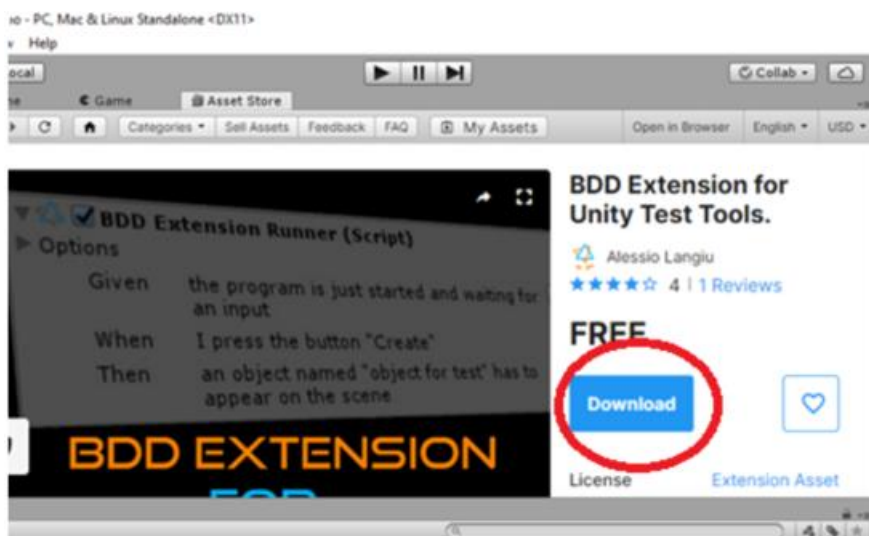 no - PC, Mac & Linux Standalone <DX11>
Help
ocal
Collab
Game
Asset Store
Categories
Sell Assets
Feedback
FAQ
My Assets
Open in Browser
English
USD
BDD Extension Runner (Script)
Options
Given the program is just started and waiting for
an input
When I press the button "Create"
Then an object named "object for test" has to
appear on the scene
BDD EXTENSION
FOR
BDD Extension for
Unity Test Tools.
Alessio Langiu
4 | 1 Reviews
FREE
Download
License Extension Asset